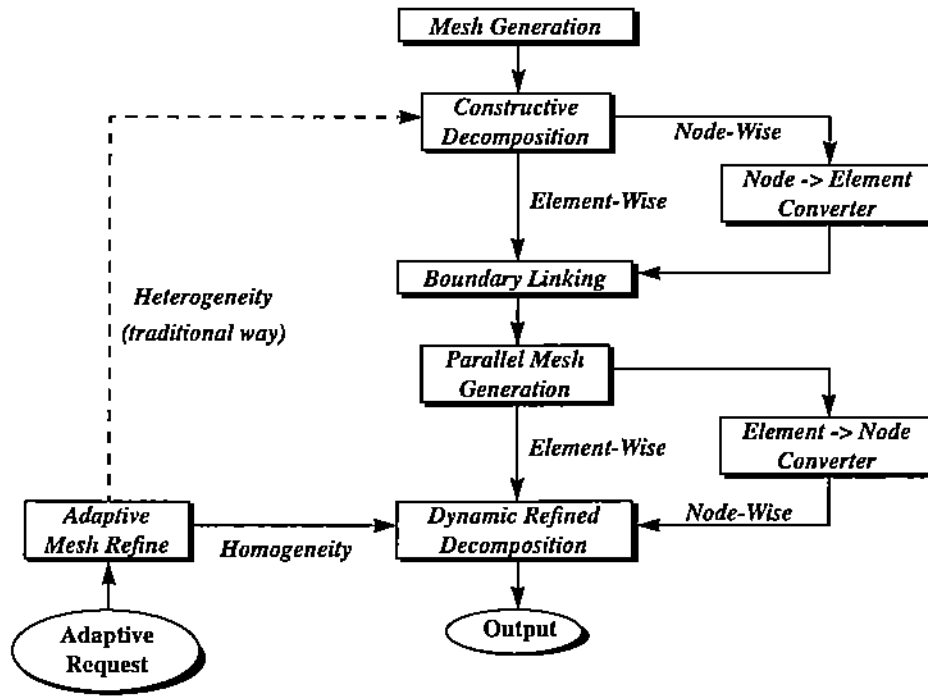 Mesh Generation
Constructive
Decomposition
Node-Wise
Node -> Element
Converter
Element-Wise
Boundary Linking
Heterogeneity
(traditional way)
Parallel Mesh
Generation
Element -> Node
Converter
Element-Wise
Adaptive
Mesh Refine
Homogeneity
Dynamic Refined
Decomposition
Node-Wise
Adaptive
Request
Output